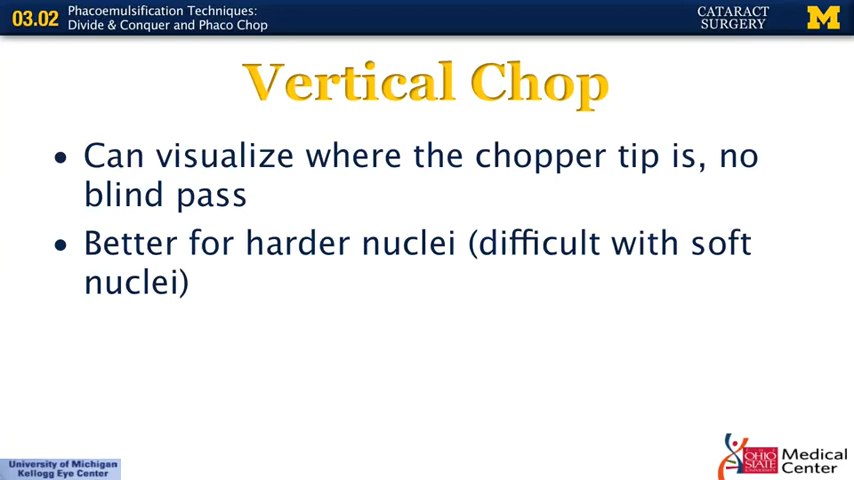 03.02
Phacoemulsification Techniques:
Divide & Conquer and Phaco Chop
CATARACT
SURGERY
M
Vertical Chop
• Can visualize where the chopper tip is, no
blind pass
• Better for harder nuclei (difficult with soft
nuclei)
University of Michigan
Kellogg Eye Center
OHIO
STATE
UNIVERSITY
Medical
Center